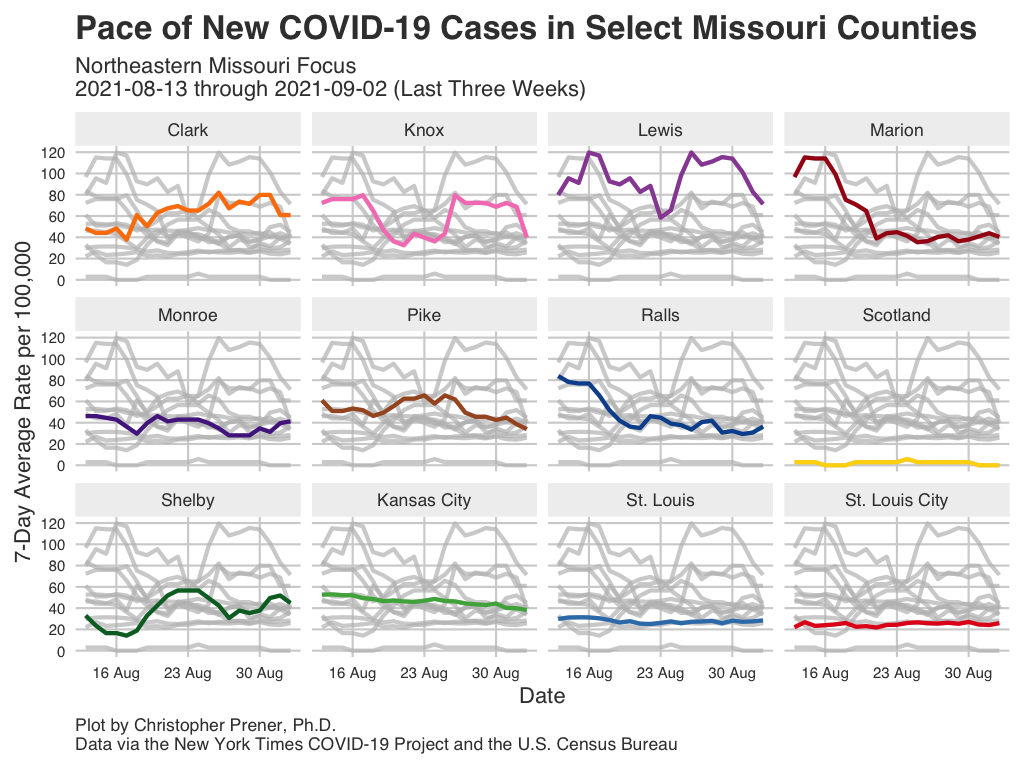 Pace of New COVID-19 Cases in Select Missouri Counties
Northeastern Missouri Focus
2021-08-13 through 2021-09-02 (Last Three Weeks)
Clark Knox Lewis Marion
120
100
80
60
40
20
0
Monroe Pike Ralls Scotland
120
100
80
60
40
20
0
Shelby Kansas City St. Louis St. Louis City
120
100
80
60
40
20
0
7-Day Average Rate per 100,000
16 Aug 23 Aug 30 Aug 16 Aug 23 Aug 30 Aug 16 Aug 23 Aug 30 Aug 16 Aug 23 Aug 30 Aug
Date
Plot by Christopher Prener, Ph.D.
Data via the New York Times COVID-19 Project and the U.S. Census Bureau